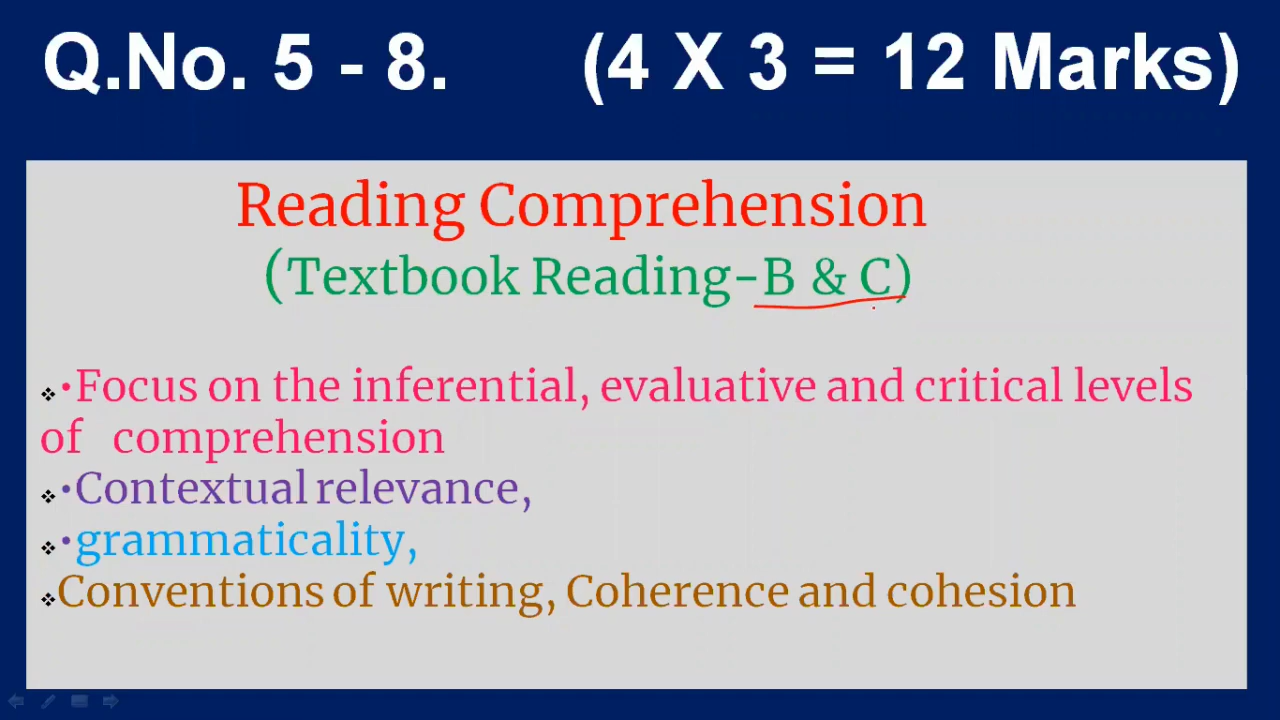 Q.No. 5 - 8. (4 X 3 = 12 Marks)
Reading Comprehension
(Textbook Reading-B & C)
❖•Focus on the inferential, evaluative and critical levels
of comprehension
❖•Contextual relevance,
❖•grammaticality,
❖Conventions of writing, Coherence and cohesion